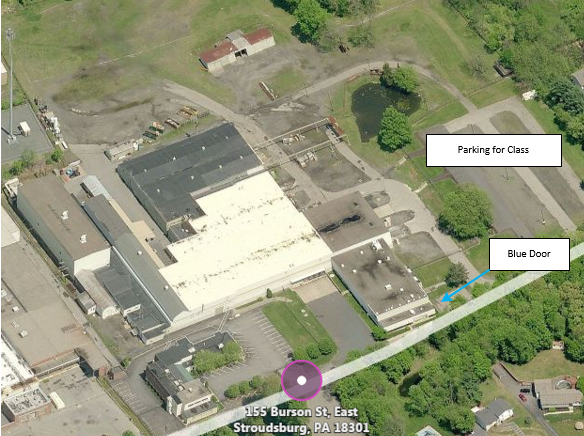 Parking for Class
Blue Door
155 Burson St, East
Stroudsburg, PA 18301